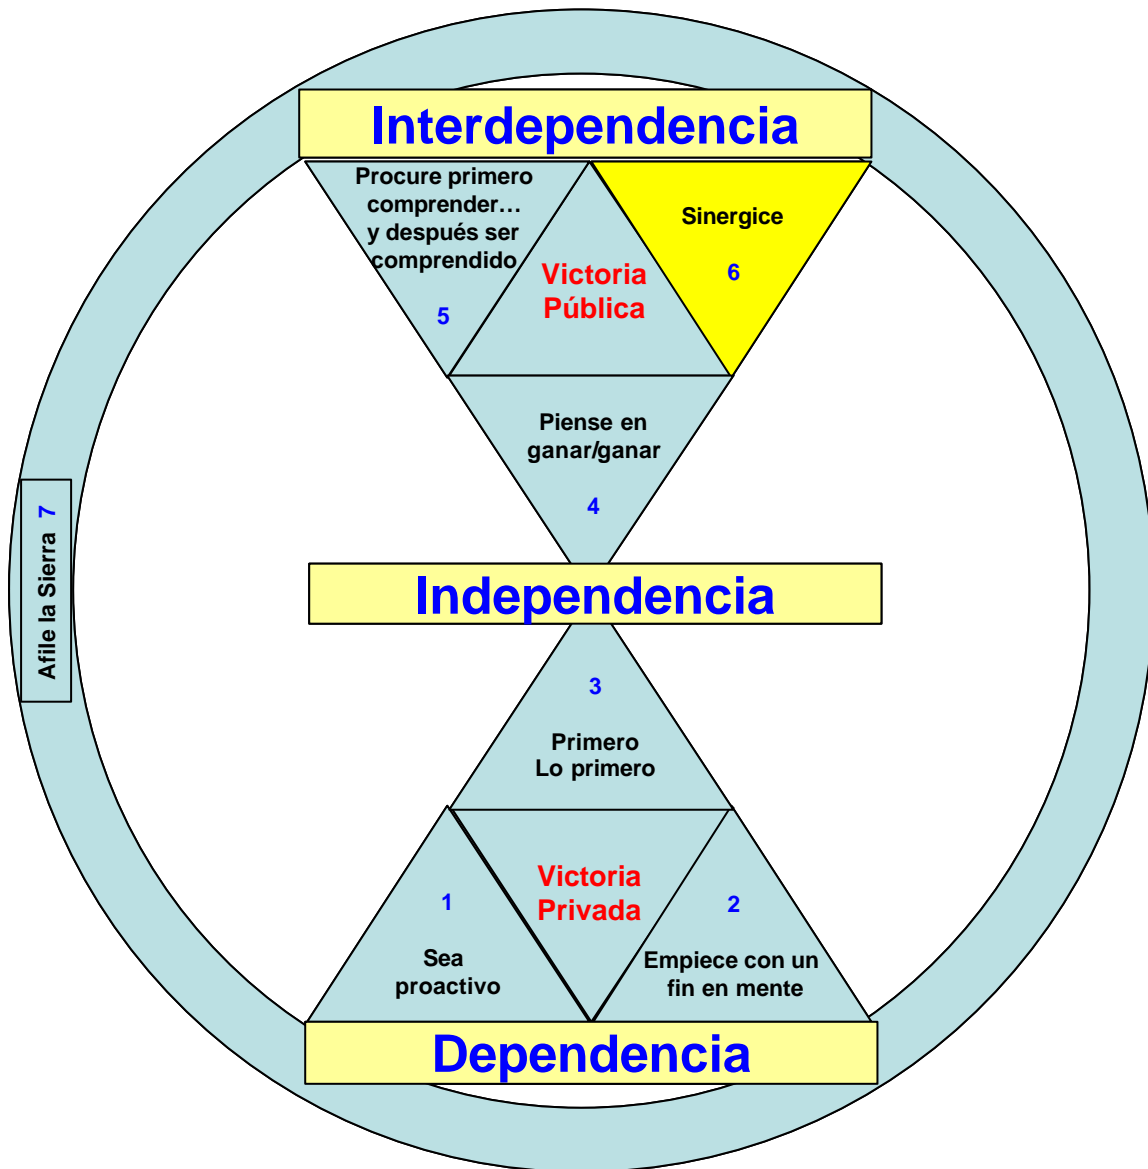 Interdependencia
Procure primero
comprender…
y después ser
comprendido
5
Victoria
Pública
Sinergice
6
Piense en
ganar/ganar
4
Afile la Sierra 7
Independencia
3
Primero
Lo primero
Victoria
Privada
1
Sea
proactivo
2
Empiece con un
fin en mente
Dependencia